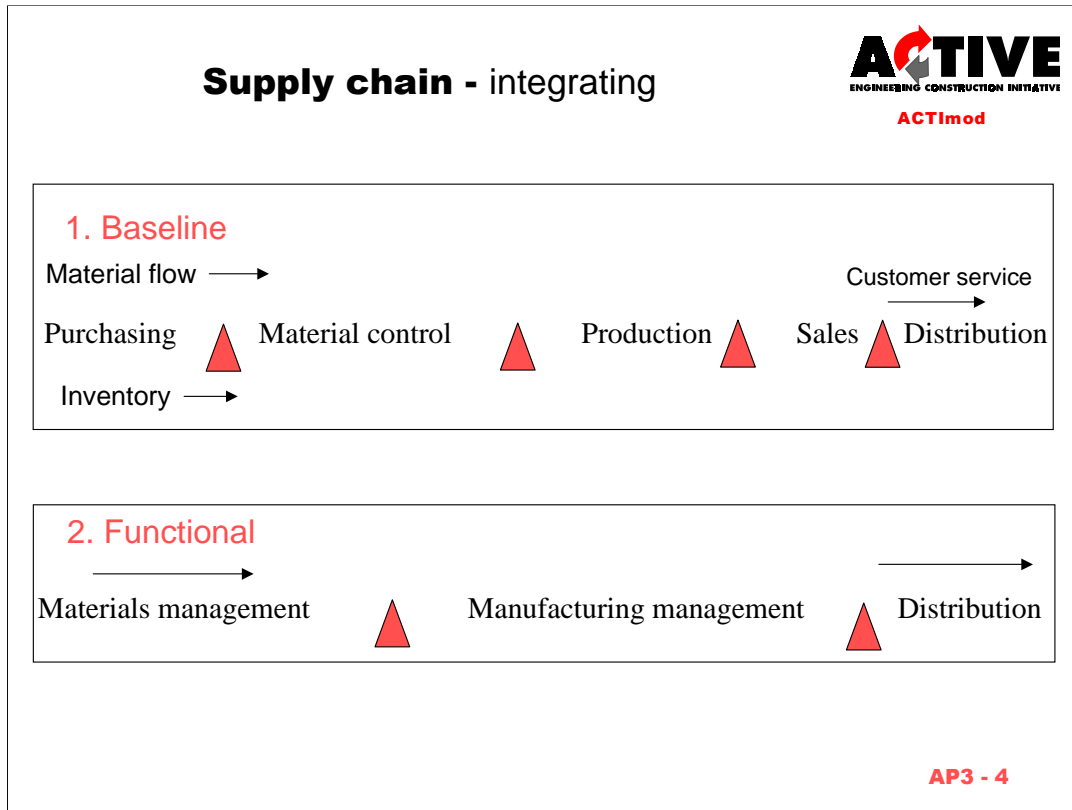 Supply chain - integrating
ACTIVE
ENGINEERING CONSTRUCTION INITIATIVE
ACTImod
1. Baseline
Material flow
Customer service
Purchasing Material control Production Sales Distribution
Inventory
2. Functional
Materials management Manufacturing management Distribution
AP3 - 4